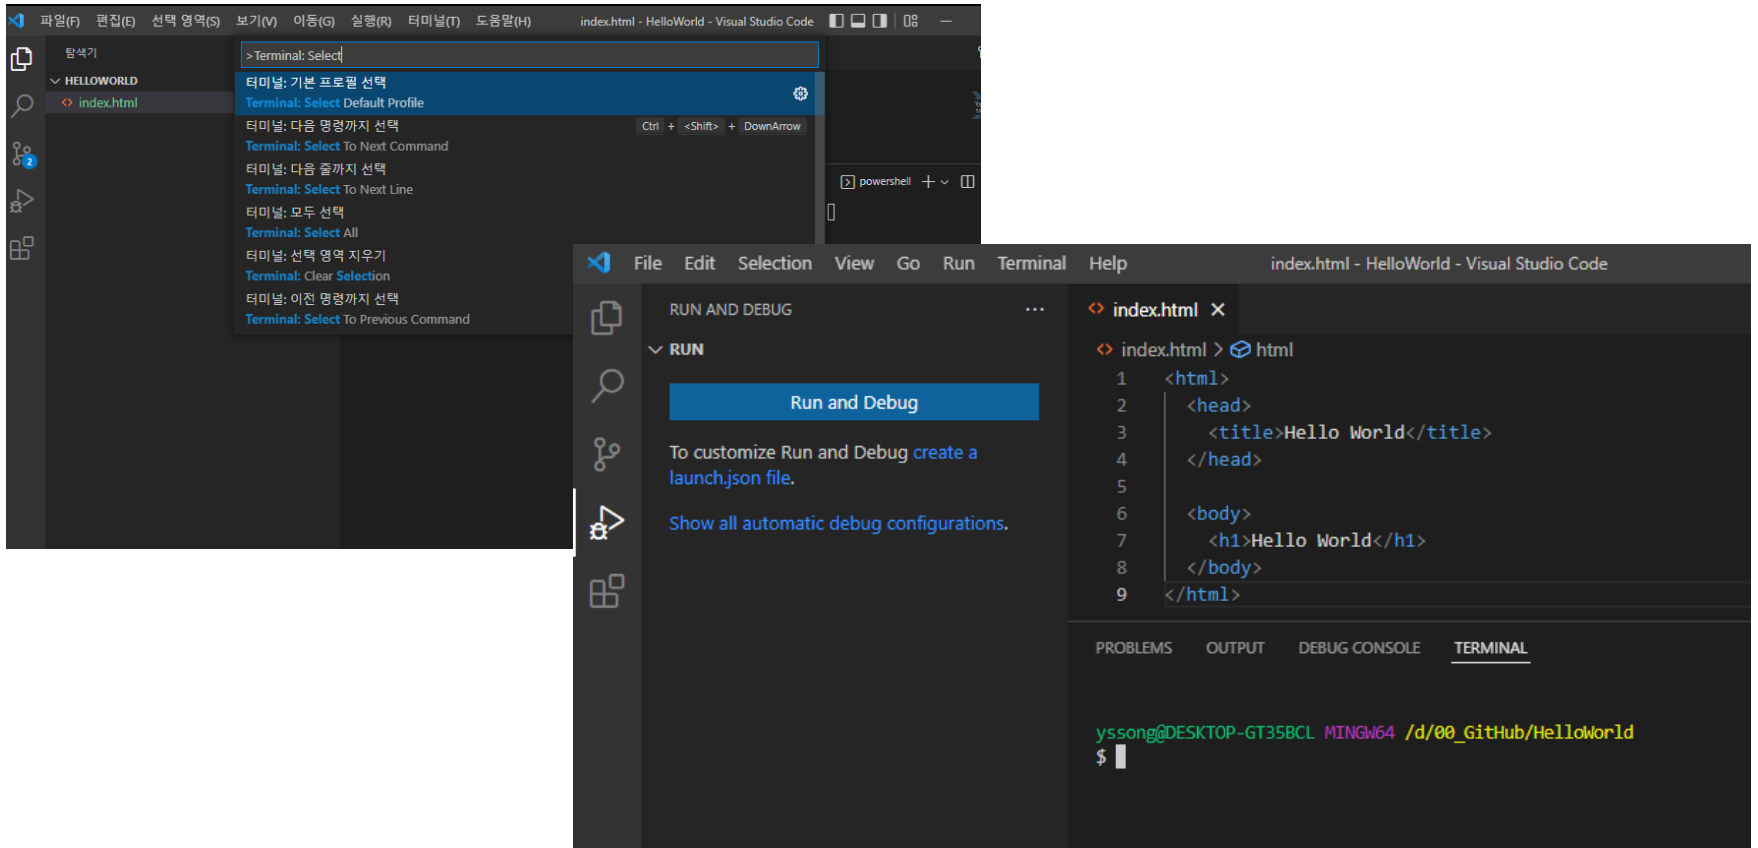 파일(F) 편집(E) 선택 영역(S) 보기(V) 이동(G) 실행(R) 터미널(T) 도움말(H) index.html - HelloWorld - Visual Studio Code
탐색기
HELLOWORLD
<> index.html
2
>Terminal: Select
터미널: 기본 프로필 선택
Terminal: Select Default Profile
터미널: 다음 명령까지 선택 Ctrl + <Shift> + DownArrow
Terminal: Select To Next Command
터미널: 다음 줄까지 선택
Terminal: Select To Next Line
터미널: 모두 선택
Terminal: Select All
터미널: 선택 영역 지우기
Terminal: Clear Selection
터미널: 이전 명령까지 선택
Terminal: Select To Previous Command
powershell
File Edit Selection View Go Run Terminal Help index.html - HelloWorld - Visual Studio Code
RUN AND DEBUG ...
RUN
Run and Debug
To customize Run and Debug create a
launch.json file.
Show all automatic debug configurations.
<> index.html ×
<> index.html > html
1 <html>
2 <head>
3 <title>Hello World</title>
4 </head>
5
6 <body>
7 <h1>Hello World</h1>
8 </body>
9 </html>
PROBLEMS OUTPUT DEBUG CONSOLE TERMINAL
yssong@DESKTOP-GT35BCL MINGW64 /d/00_GitHub/HelloWorld
$